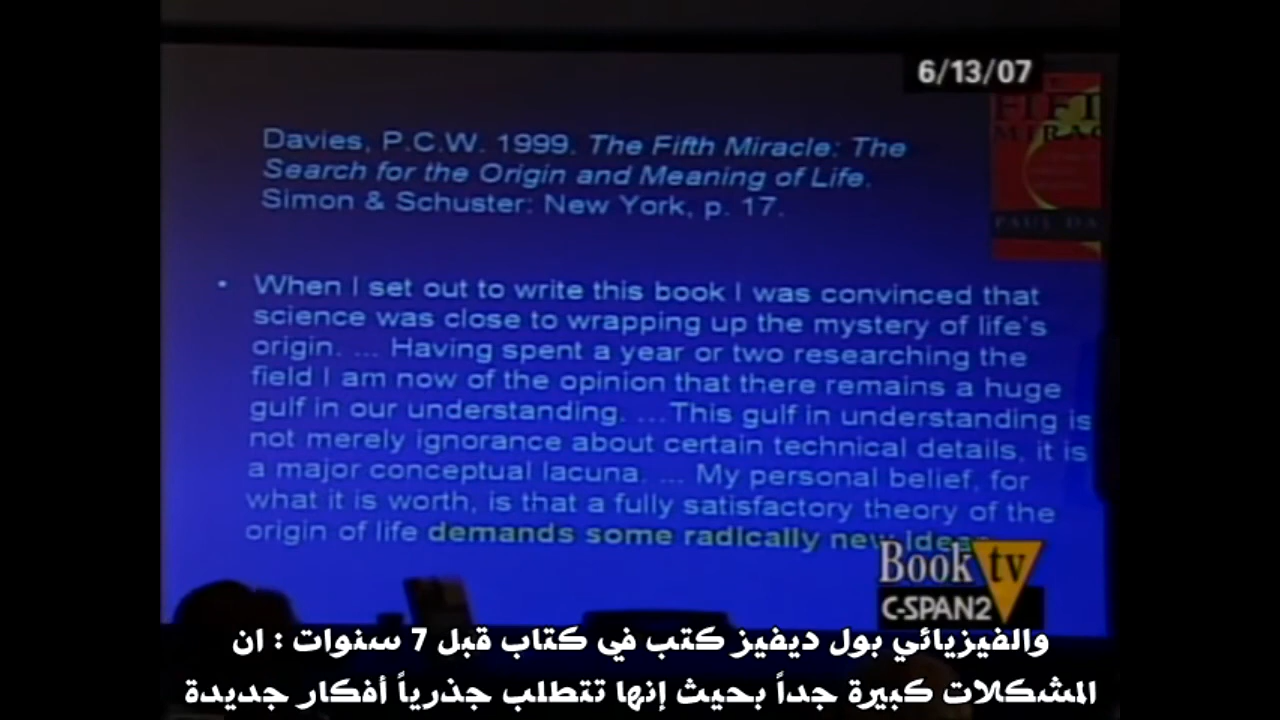 6/13/07
FIFT
MIRAC
PAUL DA
Davies, P.C.W. 1999. The Fifth Miracle: The
Search for the Origin and Meaning of Life.
Simon & Schuster: New York, p. 17.
• When I set out to write this book I was convinced that
science was close to wrapping up the mystery of life's
origin. ... Having spent a year or two researching the
field I am now of the opinion that there remains a huge
gulf in our understanding. ...This gulf in understanding is
not merely ignorance about certain technical details, it is
a major conceptual lacuna. ... My personal belief, for
what it is worth, is that a fully satisfactory theory of the
origin of life demands some radically new ideas
Book tv
C-SPAN2
والفيزيائي بول ديفيز كتب في كتاب قبل 7 سنوات : ان
المشكلات كبيرة جداً بحيث إنها تتطلب جذرياً أفكار جديدة